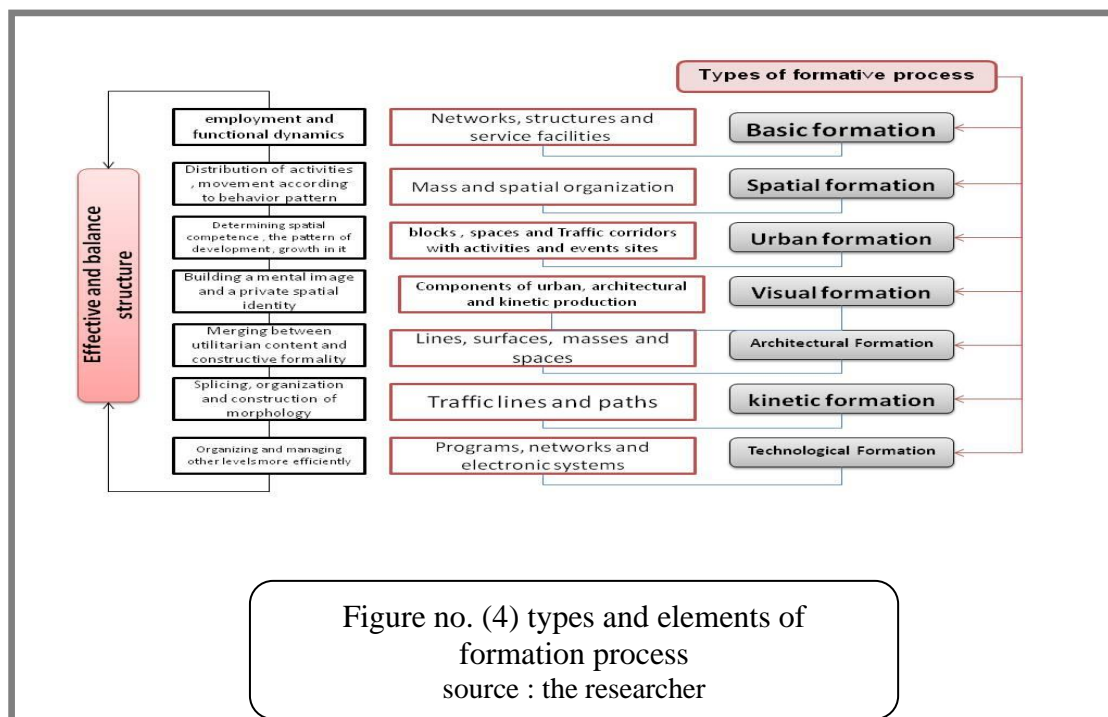 Types of formative process
employment and
functional dynamics
Networks, structures and
service facilities
Basic formation
Distribution of activities
, movement according
to behavior pattern
Mass and spatial organization
Spatial formation
Determining spatial
competence , the pattern of
development, growth in it
blocks , spaces and Traffic corridors
with activities and events sites
Urban formation
Building a mental image
and a private spatial
identity
Components of urban, architectural
and kinetic production
Visual formation
Merging between
utilitarian content and
constructive formality
Lines, surfaces, masses and
spaces
Architectural Formation
Splicing, organization
and construction of
morphology
Traffic lines and paths
kinetic formation
Organizing and managing
other levels more efficiently
Programs, networks and
electronic systems
Technological Formation
Effective and balance
structure
Figure no. (4) types and elements of
formation process
source : the researcher